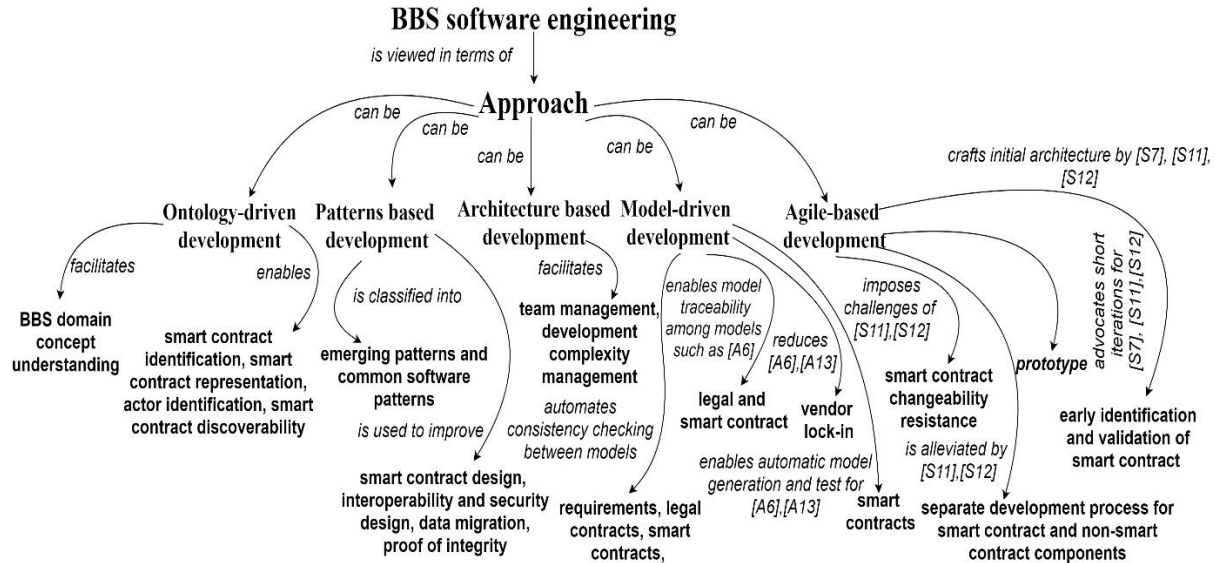 BBS software engineering
is viewed in terms of
Approach
can be
can be
can be
can be
can be
crafts initial architecture by [S7], [S11],
[S12]
Ontology-driven
development
Patterns based
development
Architecture based
development
Model-driven
development
Agile-based
development
facilitates
enables
is classified into
facilitates
enables model
traceability
among models
such as [A6]
reduces
[A6],[A13]
imposes
challenges of
[S11],[S12]
advocates short
iterations for
[S7], [S11],[S12]
BBS domain
concept
understanding
smart contract
identification, smart
contract representation,
actor identification, smart
contract discoverability
emerging patterns and
common software
patterns
team management,
development
complexity
management
legal and
smart contract
vendor
lock-in
smart contract
changeability
resistance
prototype
early identification
and validation of
smart contract
is used to improve
automates
consistency checking
between models
enables automatic model
generation and test for
[A6],[A13]
is alleviated by
[S11],[S12]
smart contract design,
interoperability and security
design, data migration,
proof of integrity
requirements, legal
contracts, smart
contracts,
smart
contracts
separate development process for
smart contract and non-smart
contract components